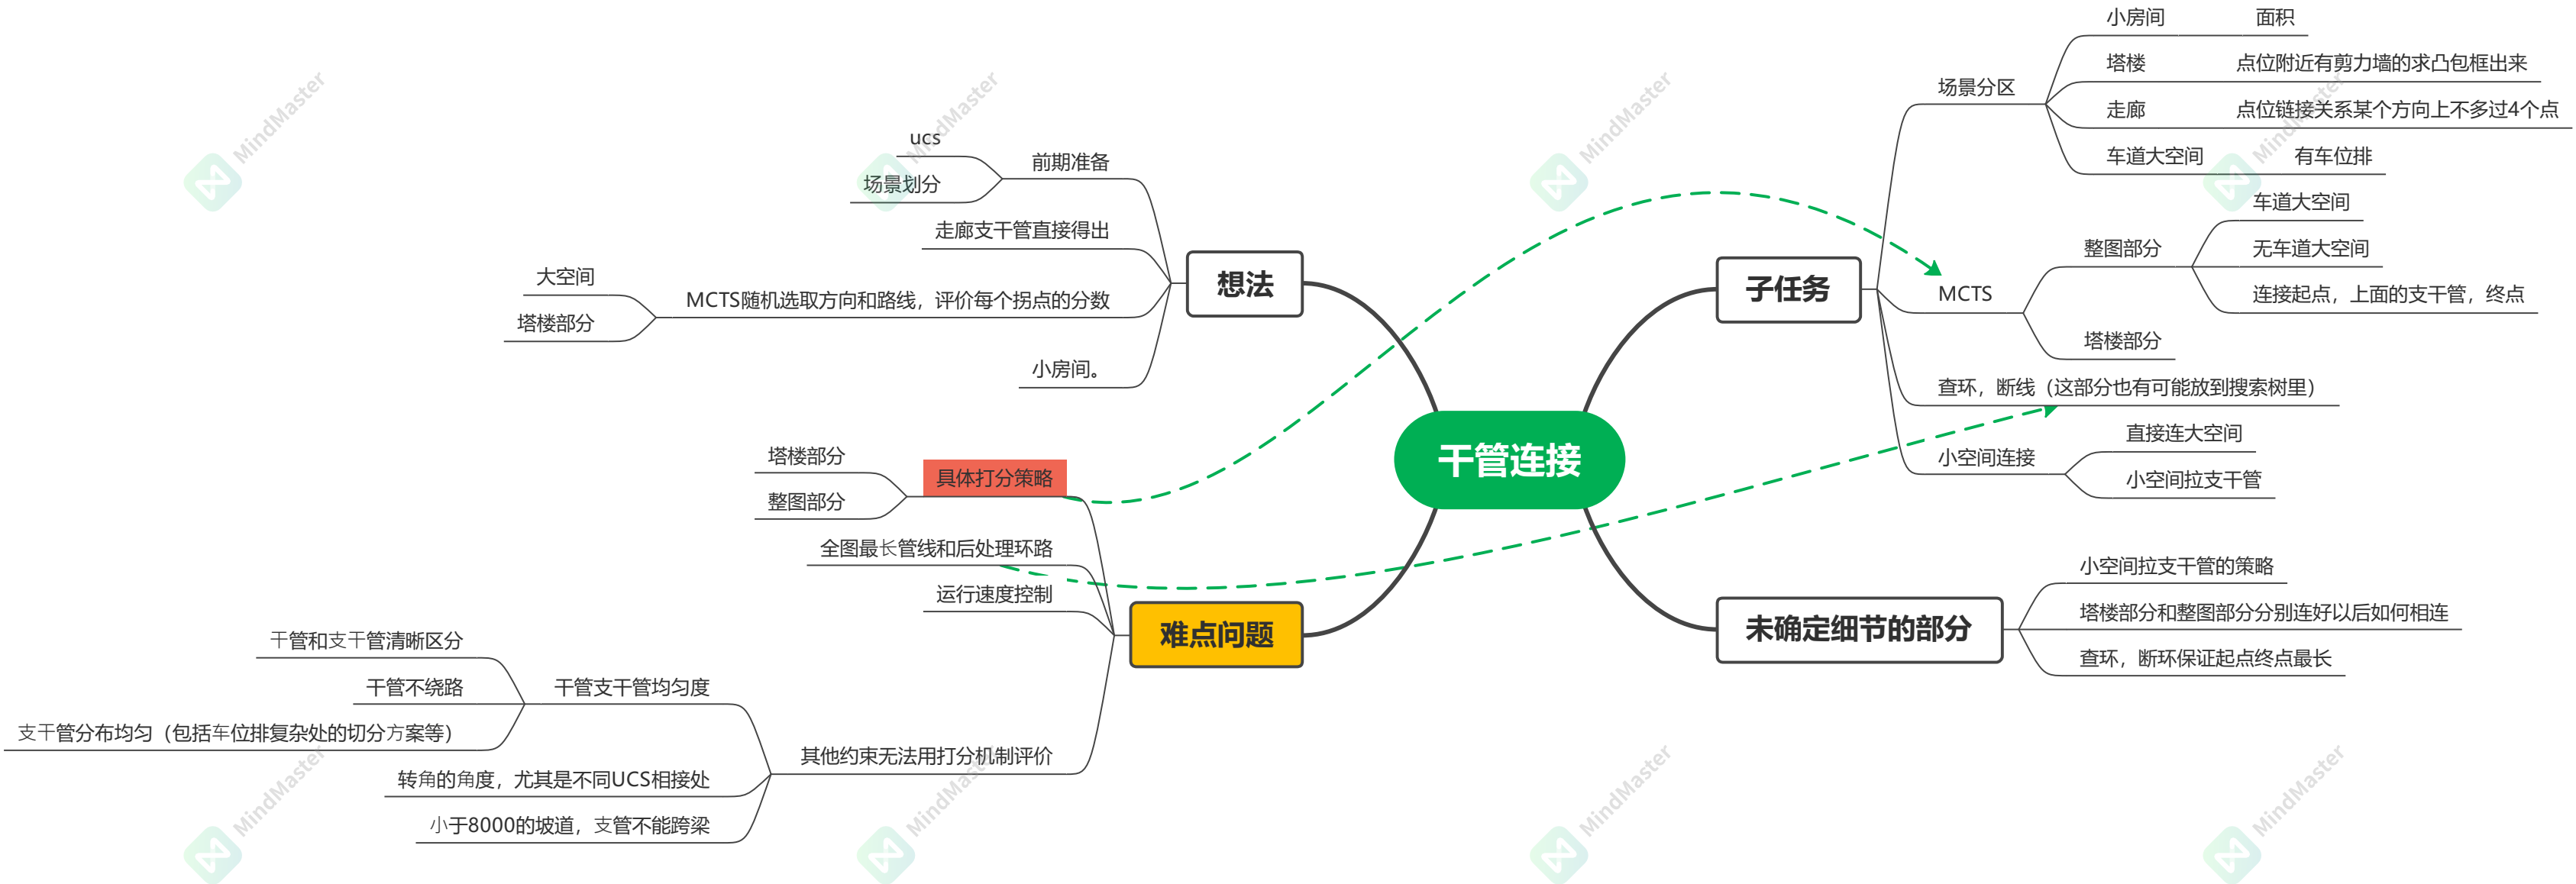 干管连接
想法
前期准备
ucs
场景划分
走廊支干管直接得出
MCTS随机选取方向和路线，评价每个拐点的分数
大空间
塔楼部分
小房间。
难点问题
具体打分策略
塔楼部分
整图部分
全图最长管线和后处理环路
运行速度控制
其他约束无法用打分机制评价
干管支干管均匀度
干管和支干管清晰区分
干管不绕路
支干管分布均匀（包括车位排复杂处的切分方案等）
转角的角度，尤其是不同UCS相接处
小于8000的坡道，支管不能跨梁
子任务
场景分区
小房间
面积
塔楼
点位附近有剪力墙的求凸包框出来
走廊
点位链接关系某个方向上不多过4个点
车道大空间
有车位排
MCTS
整图部分
车道大空间
无车道大空间
连接起点，上面的支干管，终点
塔楼部分
查环，断线（这部分也有可能放到搜索树里）
小空间连接
直接连大空间
小空间拉支干管
未确定细节的部分
小空间拉支干管的策略
塔楼部分和整图部分分别连好以后如何相连
查环，断环保证起点终点最长
MindMaster
MindMaster
MindMaster
MindMaster
MindMaster
MindMaster
MindMaster
MindMaster